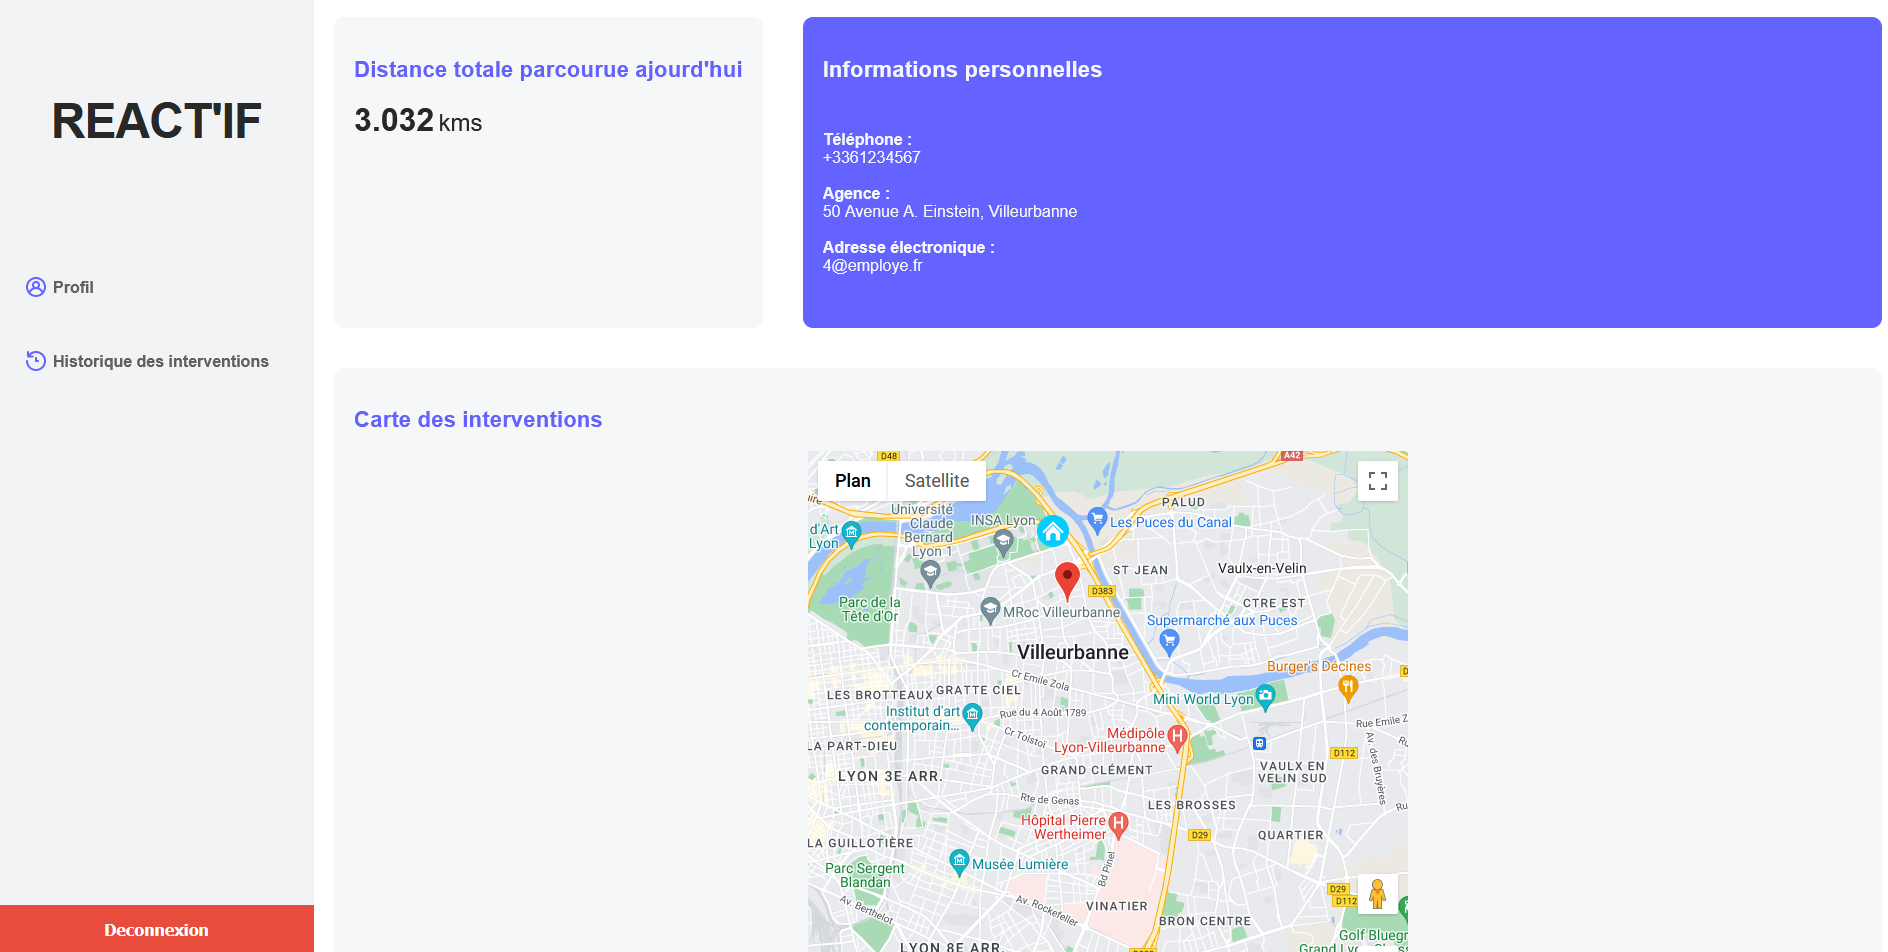 REACT'IF
Profil
Historique des interventions
Deconnexion
Distance totale parcourue ajourd'hui
3.032 kms
Informations personnelles
Téléphone :
+3361234567
Agence :
50 Avenue A. Einstein, Villeurbanne
Adresse électronique :
4@employe.fr
Carte des interventions
D48
A42
Plan
Satellite
PALUD
Université
Claude
Bernard
Lyon 1
INSA Lyon
Les Puces du Canal
d'Art
Lyon
ST JEAN
Vaulx-en-Velin
D383
Parc de la
Tête d'Or
MRoc Villeurbanne
CTRE EST
Supermarché aux Puces
Villeurbanne
Burger's Décines
Cr Emile Zola
LES BROTTEAUX
GRATTE CIEL
Mini World Lyon
Institut d'art
contemporain...
Rue du 4 Août 1789
Rue Emile Z
Cr Tolstoï
Médipôle
Lyon-Villeurbanne
Av. des Bruyères
LA PART-DIEU
D112
LYON 3E ARR.
GRAND CLÉMENT
VAULX EN
VELIN SUD
Rte de Genas
LES BROSSES
Hôpital Pierre
Wertheimer
D29
QUARTIER
LA GUILLOTIÈRE
Parc Sergent
Blandan
Musée Lumière
Bd Pinel
D29
D112
Av. Berthelot
Av. Rockefeller
VINATIER
BRON CENTRE
Golf Bluegr
LYON 8E ARR.
Grand Ly